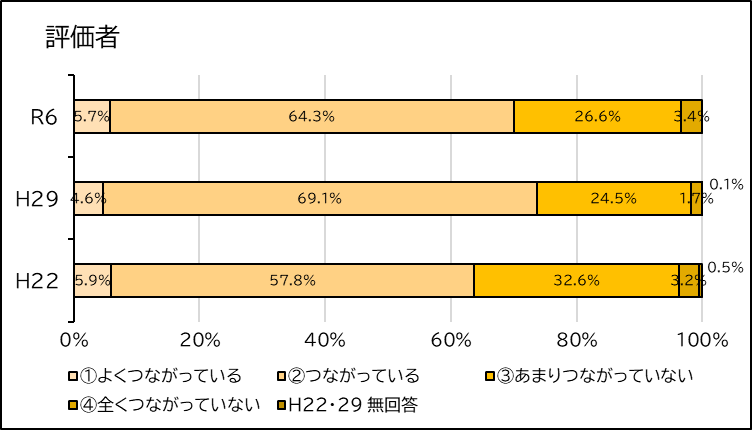 評価者
R6 5.7% 64.3% 26.6% 3.4%
H29 4.6% 69.1% 24.5% 1.7% 0.1%
H22 5.9% 57.8% 32.6% 3.2% 0.5%
0% 20% 40% 60% 80% 100%
①よくつながっている ②つながっている ③あまりつながっていない
④全くつながっていない H22・29 無回答